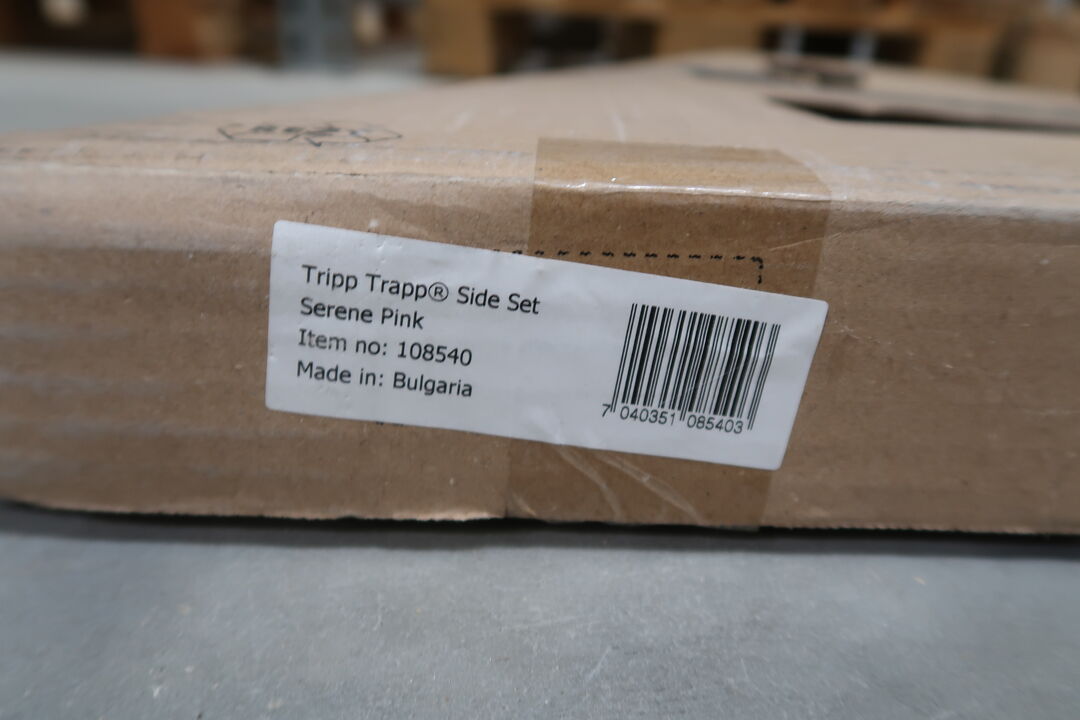 Tripp Trapp® Side Set
Serene Pink
Item no: 108540
Made in: Bulgaria
7 040351 085403